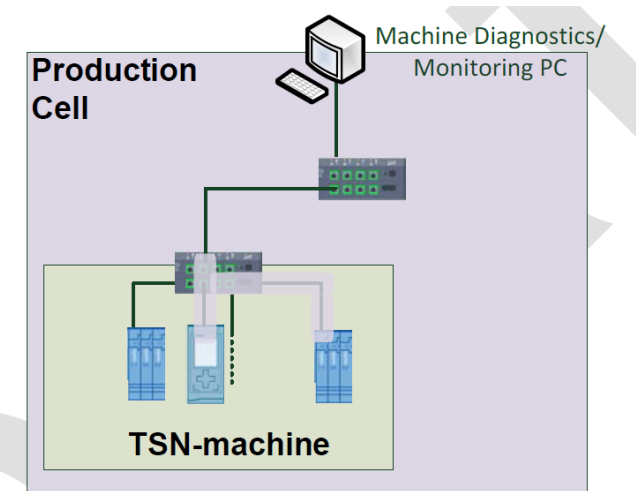 Machine Diagnostics/
Monitoring PC
Production
Cell
TSN-machine